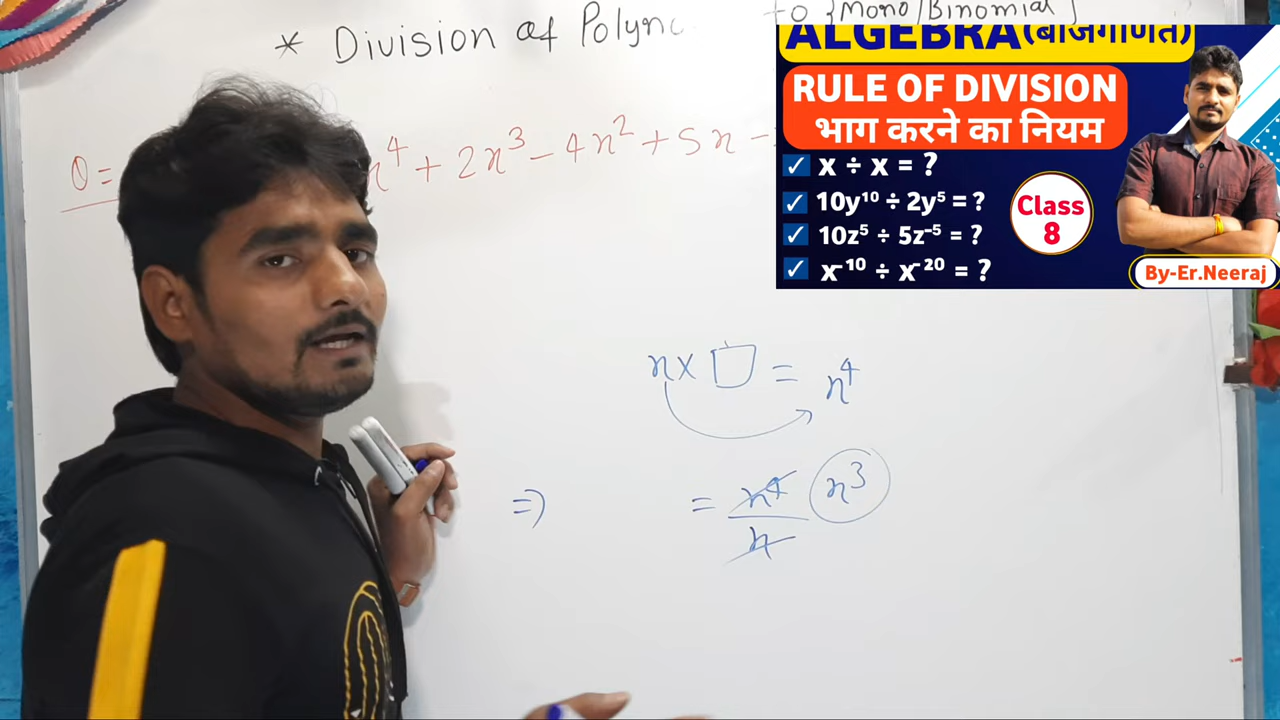 * Division of Polyn to {Mono/Binomial}
Q= x⁴ + 2x³ - 4x² + 5x -
ALGEBRA (बीजगणित)
RULE OF DIVISION
भाग करने का नियम
✓ x ÷ x = ?
✓ 10y¹⁰ ÷ 2y⁵ = ?
✓ 10z⁵ ÷ 5z⁻⁵ = ?
✓ x⁻¹⁰ ÷ x⁻²⁰ = ?
Class
8
By-Er.Neeraj
x × □ = x⁴
⇒ = x⁴/x x³